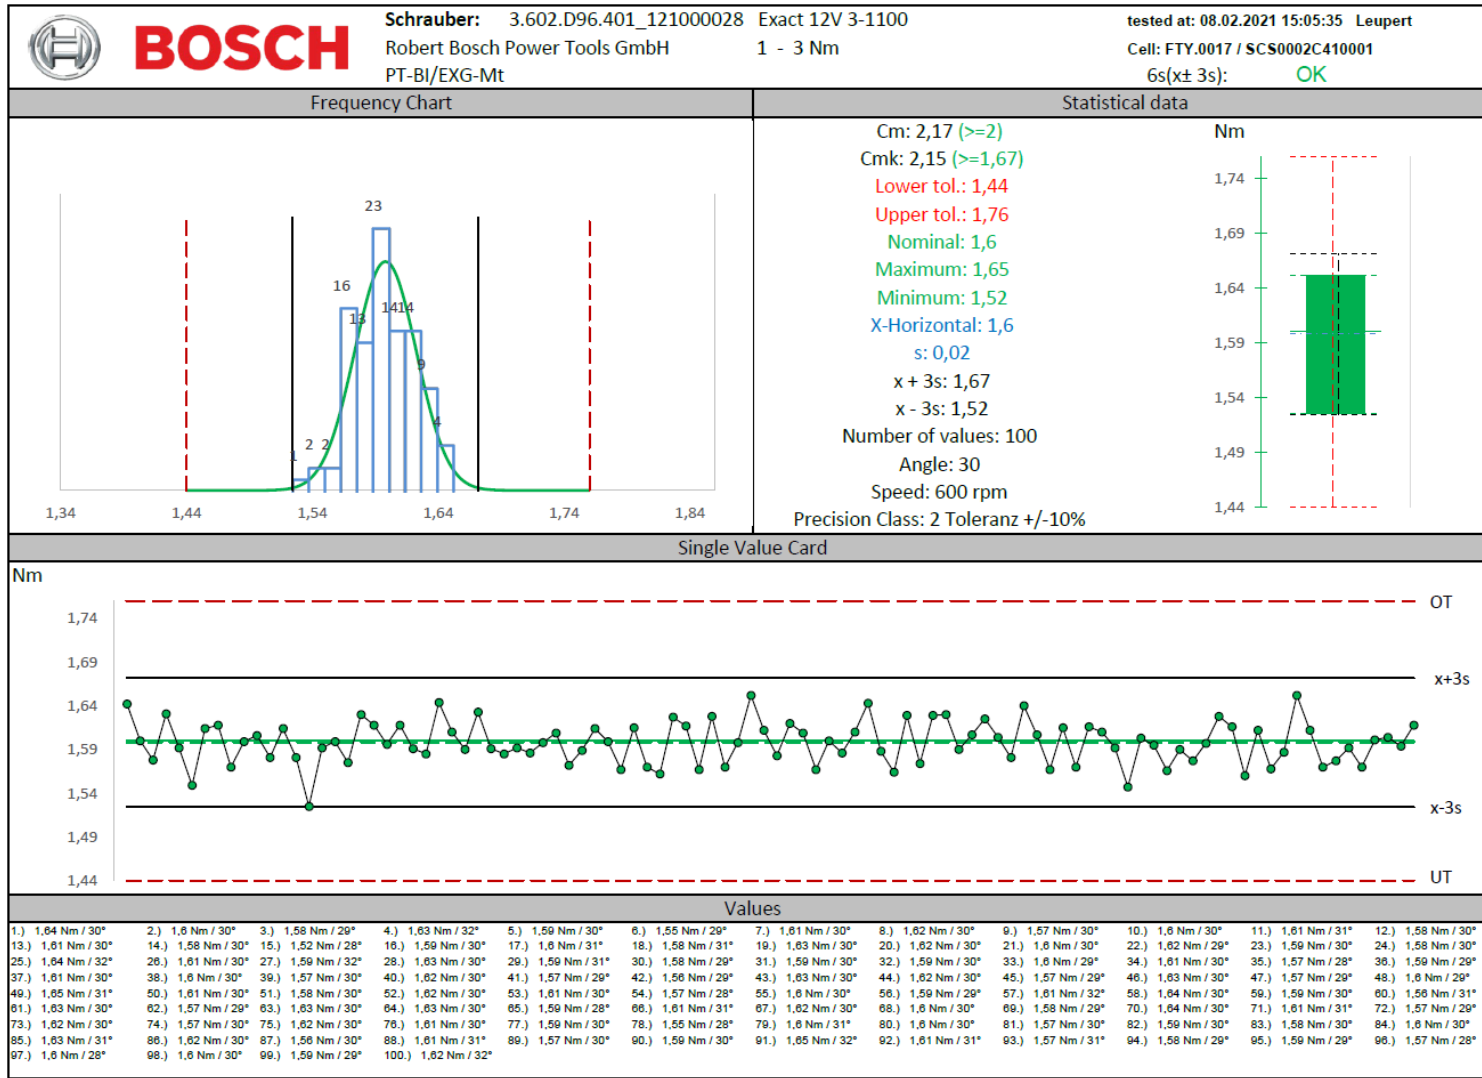 BOSCH
Schrauber: 3.602.D96.401_121000028 Exact 12V 3-1100
Robert Bosch Power Tools GmbH 1 - 3 Nm
PT-BI/EXG-Mt
tested at: 08.02.2021 15:05:35 Leupert
Cell: FTY.0017 / SCS0002C410001
6s(x± 3s): OK
Frequency Chart
23
16
13
14 14
9
4
1 2 2
1,34 1,44 1,54 1,64 1,74 1,84
Statistical data
Cm: 2,17 (>=2)
Cmk: 2,15 (>=1,67)
Lower tol.: 1,44
Upper tol.: 1,76
Nominal: 1,6
Maximum: 1,65
Minimum: 1,52
X-Horizontal: 1,6
s: 0,02
x + 3s: 1,67
x - 3s: 1,52
Number of values: 100
Angle: 30
Speed: 600 rpm
Precision Class: 2 Toleranz +/-10%
Nm
1,74
1,69
1,64
1,59
1,54
1,49
1,44
Single Value Card
Nm
1,74
1,69
1,64
1,59
1,54
1,49
1,44
OT
x+3s
x-3s
UT
Values
1.) 1,64 Nm / 30° 2.) 1,6 Nm / 30° 3.) 1,58 Nm / 29° 4.) 1,63 Nm / 32° 5.) 1,59 Nm / 30° 6.) 1,55 Nm / 29° 7.) 1,61 Nm / 30° 8.) 1,62 Nm / 30° 9.) 1,57 Nm / 30° 10.) 1,6 Nm / 30° 11.) 1,61 Nm / 31° 12.) 1,58 Nm / 30°
13.) 1,61 Nm / 30° 14.) 1,58 Nm / 30° 15.) 1,52 Nm / 28° 16.) 1,59 Nm / 30° 17.) 1,6 Nm / 31° 18.) 1,58 Nm / 31° 19.) 1,63 Nm / 30° 20.) 1,62 Nm / 30° 21.) 1,6 Nm / 30° 22.) 1,62 Nm / 29° 23.) 1,59 Nm / 30° 24.) 1,58 Nm / 30°
25.) 1,64 Nm / 32° 26.) 1,61 Nm / 30° 27.) 1,59 Nm / 32° 28.) 1,63 Nm / 30° 29.) 1,59 Nm / 31° 30.) 1,58 Nm / 29° 31.) 1,59 Nm / 30° 32.) 1,59 Nm / 30° 33.) 1,6 Nm / 29° 34.) 1,61 Nm / 30° 35.) 1,57 Nm / 28° 36.) 1,59 Nm / 29°
37.) 1,61 Nm / 30° 38.) 1,6 Nm / 30° 39.) 1,57 Nm / 30° 40.) 1,62 Nm / 30° 41.) 1,57 Nm / 29° 42.) 1,56 Nm / 29° 43.) 1,63 Nm / 30° 44.) 1,62 Nm / 30° 45.) 1,57 Nm / 29° 46.) 1,63 Nm / 30° 47.) 1,57 Nm / 29° 48.) 1,6 Nm / 29°
49.) 1,65 Nm / 31° 50.) 1,61 Nm / 30° 51.) 1,58 Nm / 30° 52.) 1,62 Nm / 30° 53.) 1,61 Nm / 30° 54.) 1,57 Nm / 28° 55.) 1,6 Nm / 30° 56.) 1,59 Nm / 29° 57.) 1,61 Nm / 32° 58.) 1,64 Nm / 30° 59.) 1,59 Nm / 30° 60.) 1,56 Nm / 31°
61.) 1,63 Nm / 30° 62.) 1,57 Nm / 29° 63.) 1,63 Nm / 30° 64.) 1,63 Nm / 30° 65.) 1,59 Nm / 28° 66.) 1,61 Nm / 31° 67.) 1,62 Nm / 30° 68.) 1,6 Nm / 30° 69.) 1,58 Nm / 29° 70.) 1,64 Nm / 30° 71.) 1,61 Nm / 31° 72.) 1,57 Nm / 29°
73.) 1,62 Nm / 30° 74.) 1,57 Nm / 30° 75.) 1,62 Nm / 30° 76.) 1,61 Nm / 30° 77.) 1,59 Nm / 30° 78.) 1,55 Nm / 28° 79.) 1,6 Nm / 31° 80.) 1,6 Nm / 30° 81.) 1,57 Nm / 30° 82.) 1,59 Nm / 30° 83.) 1,58 Nm / 30° 84.) 1,6 Nm / 30°
85.) 1,63 Nm / 31° 86.) 1,62 Nm / 30° 87.) 1,56 Nm / 30° 88.) 1,61 Nm / 31° 89.) 1,57 Nm / 30° 90.) 1,59 Nm / 30° 91.) 1,65 Nm / 32° 92.) 1,61 Nm / 31° 93.) 1,57 Nm / 31° 94.) 1,58 Nm / 29° 95.) 1,59 Nm / 29° 96.) 1,57 Nm / 28°
97.) 1,6 Nm / 28° 98.) 1,6 Nm / 30° 99.) 1,59 Nm / 29° 100.) 1,62 Nm / 32°